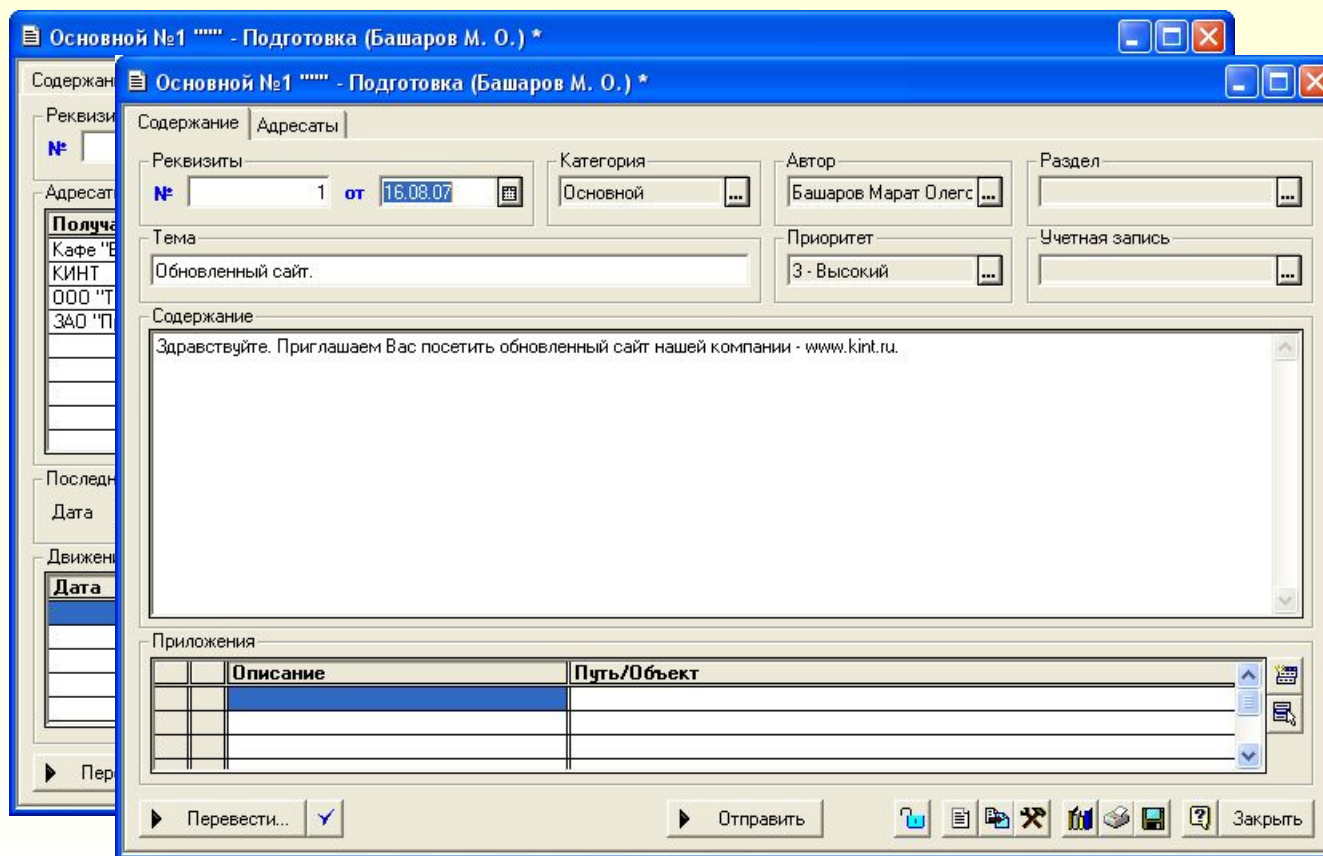 Основной №1 """" - Подготовка (Башаров М. О.) *
Содержан
Реквизи
№
Адресат
Получа
Кафе "Е
КИНТ
ООО "Т
ЗАО "П
Последн
Дата
Движени
Дата
Пер
Основной №1 """" - Подготовка (Башаров М. О.) *
Содержание Адресаты
Реквизиты Категория Автор Раздел
№ 1 от 16.08.07 Основной ... Башаров Марат Олегс ... ...
Тема Приоритет Учетная запись
Обновленный сайт. 3 - Высокий ... ...
Содержание
Здравствуйте. Приглашаем Вас посетить обновленный сайт нашей компании - www.kint.ru.
Приложения
Описание Путь/Объект
Перевести... Отправить Закрыть